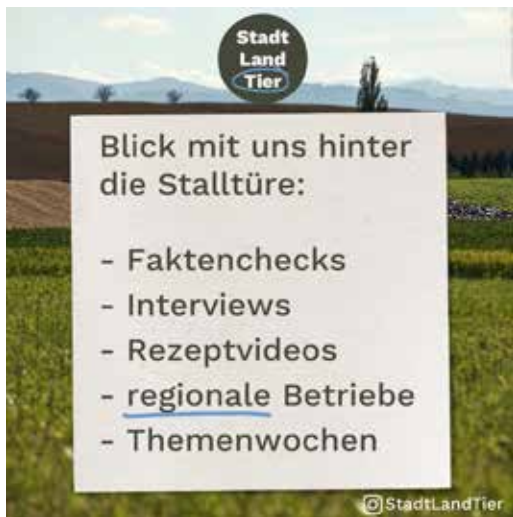 Stadt
Land
Tier
Blick mit uns hinter
die Stalltüre:
- Faktenchecks
- Interviews
- Rezeptvideos
- regionale Betriebe
- Themenwochen
StadtLandTier